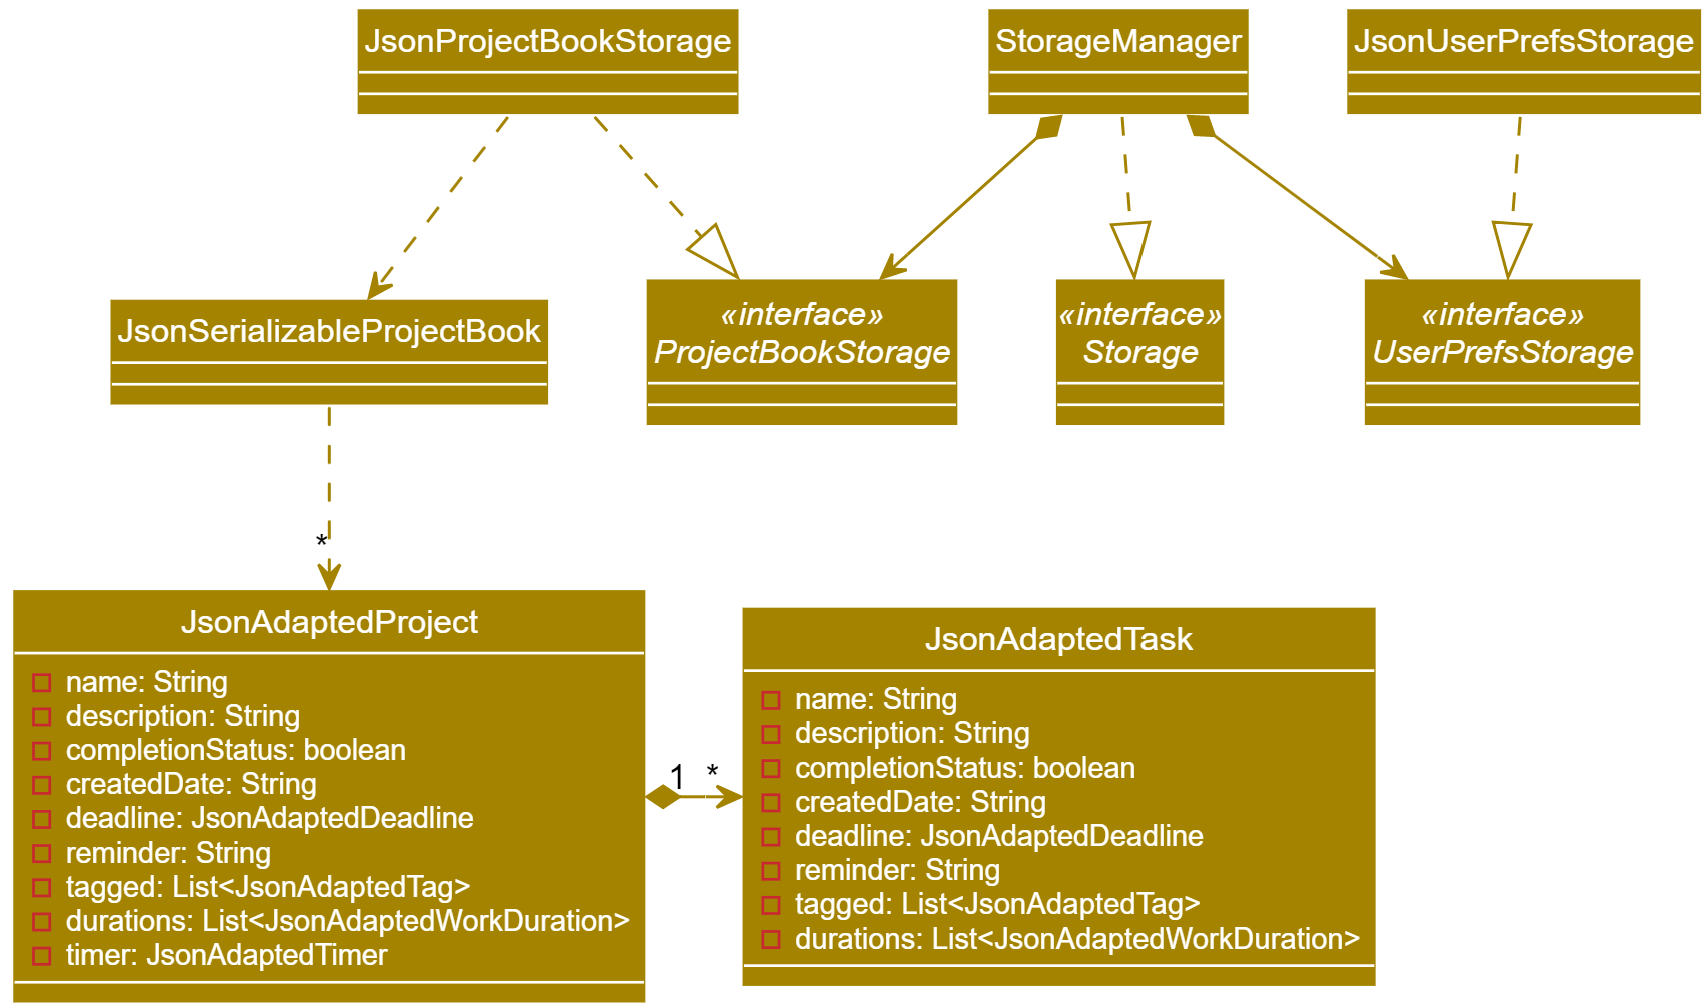 JsonProjectBookStorage
StorageManager
JsonUserPrefsStorage
JsonSerializableProjectBook
«interface»
ProjectBookStorage
«interface»
Storage
«interface»
UserPrefsStorage
*
JsonAdaptedProject
name: String
description: String
completionStatus: boolean
createdDate: String
deadline: JsonAdaptedDeadline
reminder: String
tagged: List<JsonAdaptedTag>
durations: List<JsonAdaptedWorkDuration>
timer: JsonAdaptedTimer
1 *
JsonAdaptedTask
name: String
description: String
completionStatus: boolean
createdDate: String
deadline: JsonAdaptedDeadline
reminder: String
tagged: List<JsonAdaptedTag>
durations: List<JsonAdaptedWorkDuration>